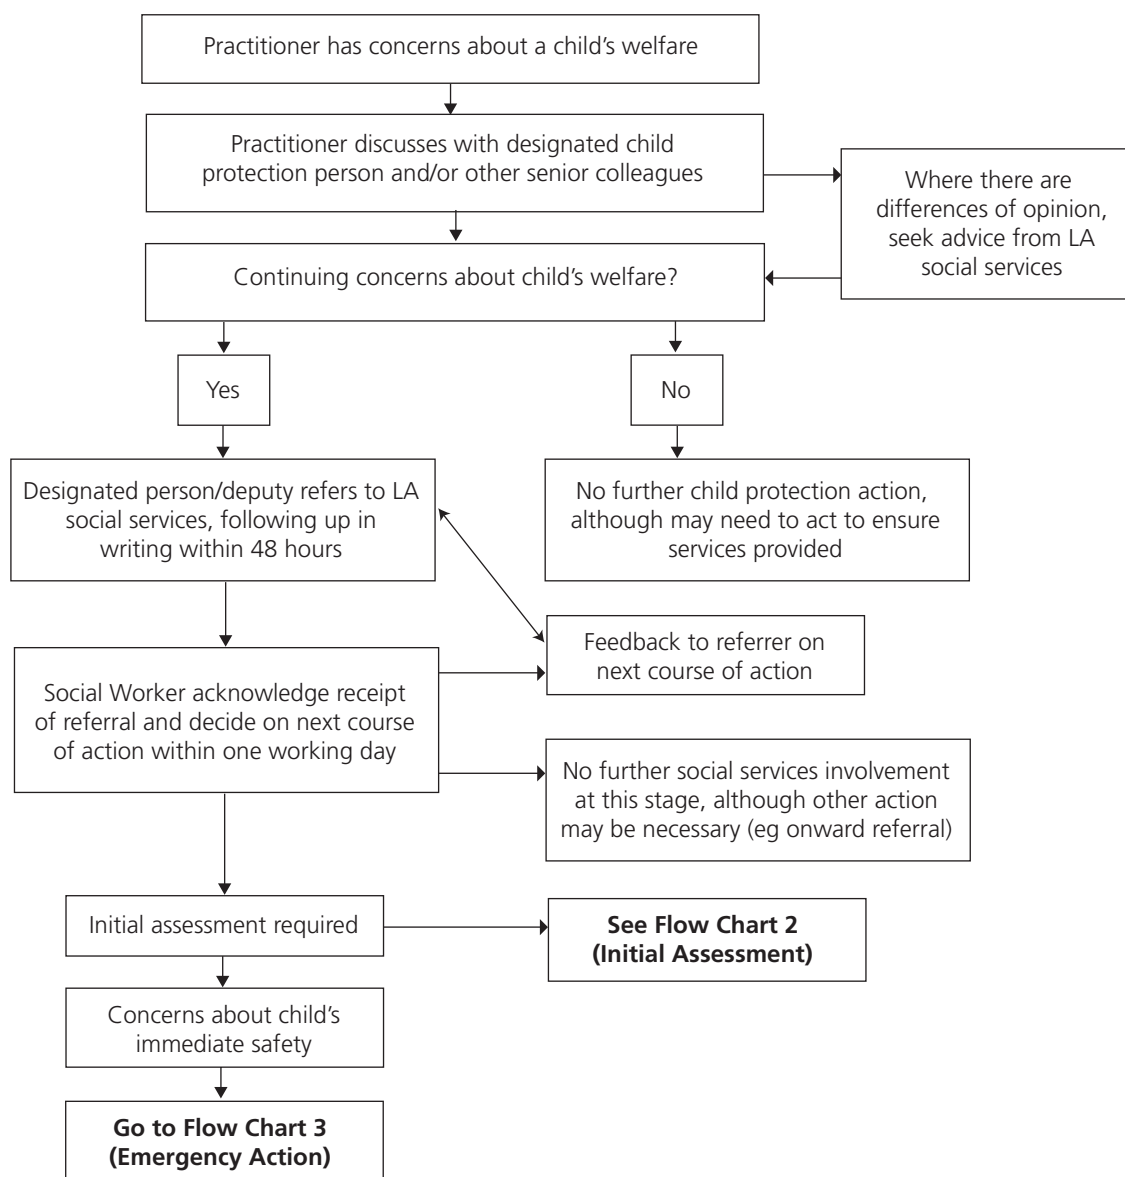 Practitioner has concerns about a child’s welfare
Practitioner discusses with designated child
protection person and/or other senior colleagues
Where there are
differences of opinion,
seek advice from LA
social services
Continuing concerns about child’s welfare?
Yes
No
Designated person/deputy refers to LA
social services, following up in
writing within 48 hours
No further child protection action,
although may need to act to ensure
services provided
Feedback to referrer on
next course of action
Social Worker acknowledge receipt
of referral and decide on next course
of action within one working day
No further social services involvement
at this stage, although other action
may be necessary (eg onward referral)
Initial assessment required
See Flow Chart 2
(Initial Assessment)
Concerns about child’s
immediate safety
Go to Flow Chart 3
(Emergency Action)